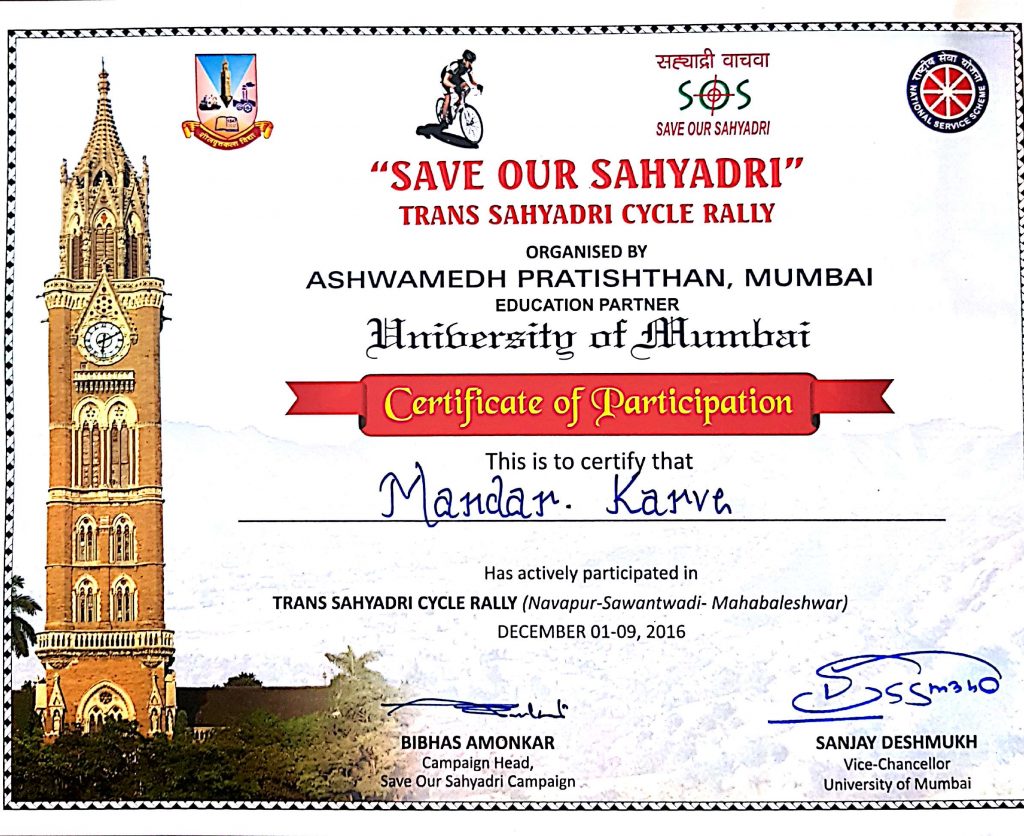 शीलवृत्तफला विद्या
सह्याद्री वाचवा
SOS
SAVE OUR SAHYADRI
राष्ट्रीय सेवा योजना
NATIONAL SERVICE SCHEME
“SAVE OUR SAHYADRI”
TRANS SAHYADRI CYCLE RALLY
ORGANISED BY
ASHWAMEDH PRATISHTHAN, MUMBAI
EDUCATION PARTNER
University of Mumbai
Certificate of Participation
This is to certify that
Mandar. Karve
Has actively participated in
TRANS SAHYADRI CYCLE RALLY (Navapur-Sawantwadi- Mahabaleshwar)
DECEMBER 01-09, 2016
BIBHAS AMONKAR
Campaign Head,
Save Our Sahyadri Campaign
SANJAY DESHMUKH
Vice-Chancellor
University of Mumbai